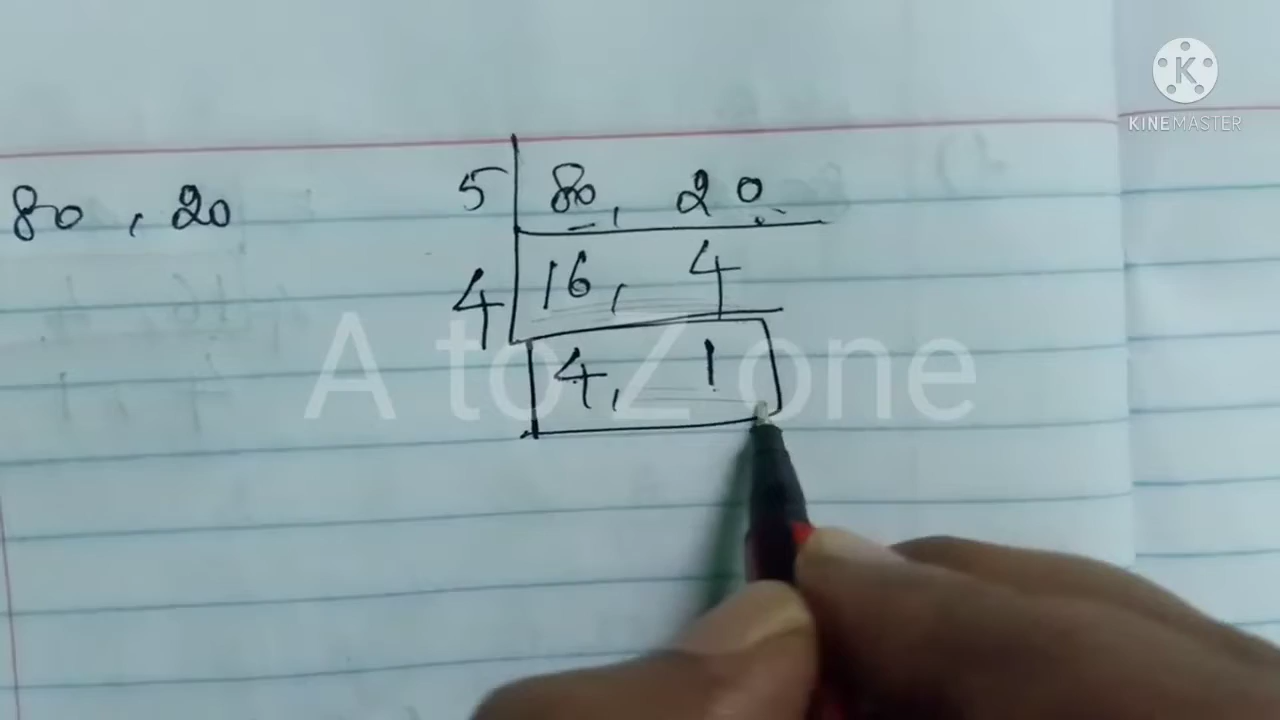 K
KINEMASTER
80, 20
5 80, 20
4 16, 4
4, 1
A to Z one